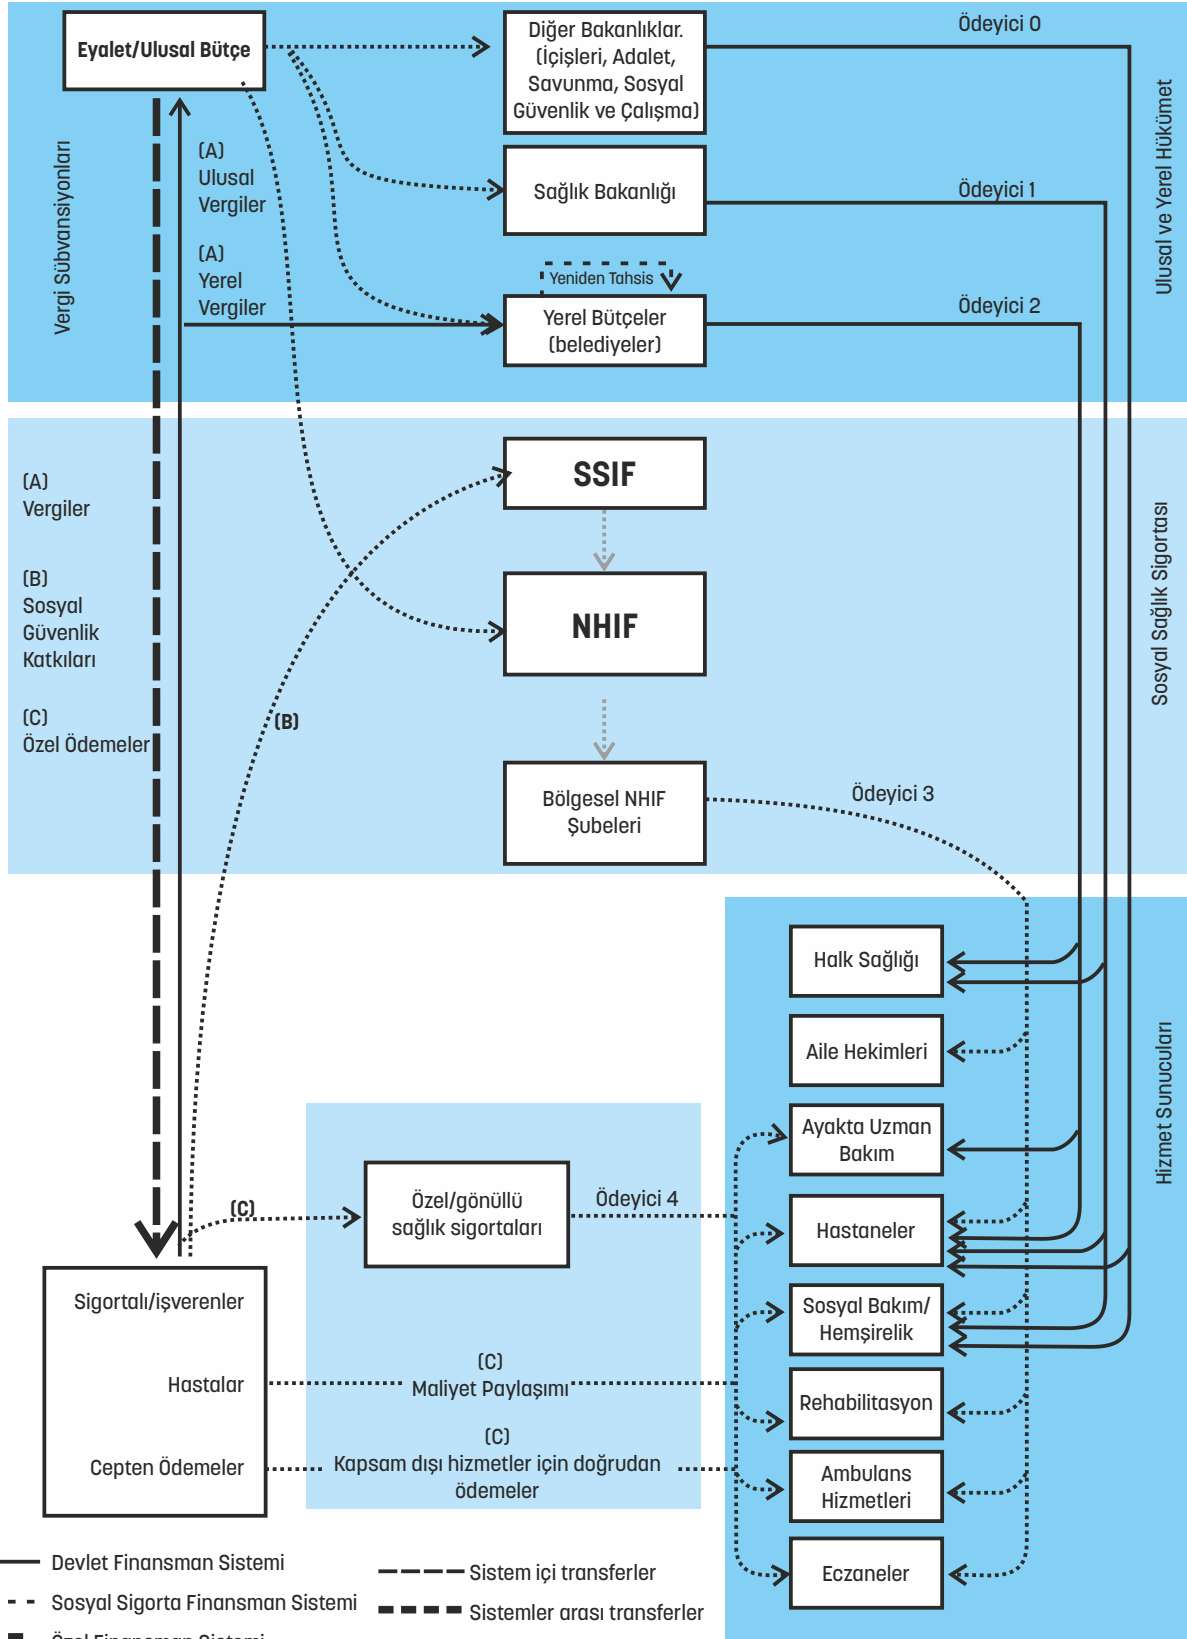 Eyalet/Ulusal Bütçe
Diğer Bakanlıklar.
(İçişleri, Adalet,
Savunma, Sosyal
Güvenlik ve Çalışma)
Ödeyici 0
Sağlık Bakanlığı
Ödeyici 1
Yeniden Tahsis
Yerel Bütçeler
(belediyeler)
Ödeyici 2
Ulusal ve Yerel Hükümet
Vergi Sübvansiyonları
(A)
Ulusal
Vergiler
(A)
Yerel
Vergiler
(A)
Vergiler
(B)
Sosyal
Güvenlik
Katkıları
(C)
Özel Ödemeler
(B)
SSIF
NHIF
Bölgesel NHIF
Şubeleri
Ödeyici 3
Sosyal Sağlık Sigortası
Halk Sağlığı
Aile Hekimleri
Ayakta Uzman
Bakım
Hastaneler
Sosyal Bakım/
Hemşirelik
Rehabilitasyon
Ambulans
Hizmetleri
Eczaneler
Hizmet Sunucuları
(C)
Özel/gönüllü
sağlık sigortaları
Ödeyici 4
Sigortalı/işverenler
Hastalar
Cepten Ödemeler
(C)
Maliyet Paylaşımı
(C)
Kapsam dışı hizmetler için doğrudan
ödemeler
Devlet Finansman Sistemi
Sosyal Sigorta Finansman Sistemi
Özel Finansman Sistemi
Sistem içi transferler
Sistemler arası transferler